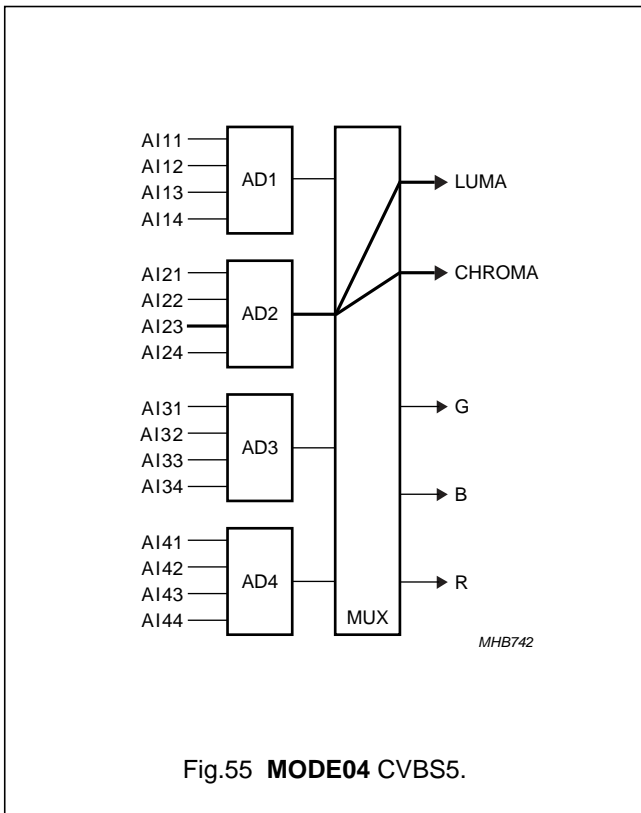 AI11
AI12
AI13
AI14
AD1
LUMA
AI21
AI22
AI23
AI24
AD2
CHROMA
AI31
AI32
AI33
AI34
AD3
G
B
AI41
AI42
AI43
AI44
AD4
R
MUX
MHB742
Fig.55 MODE04 CVBS5.